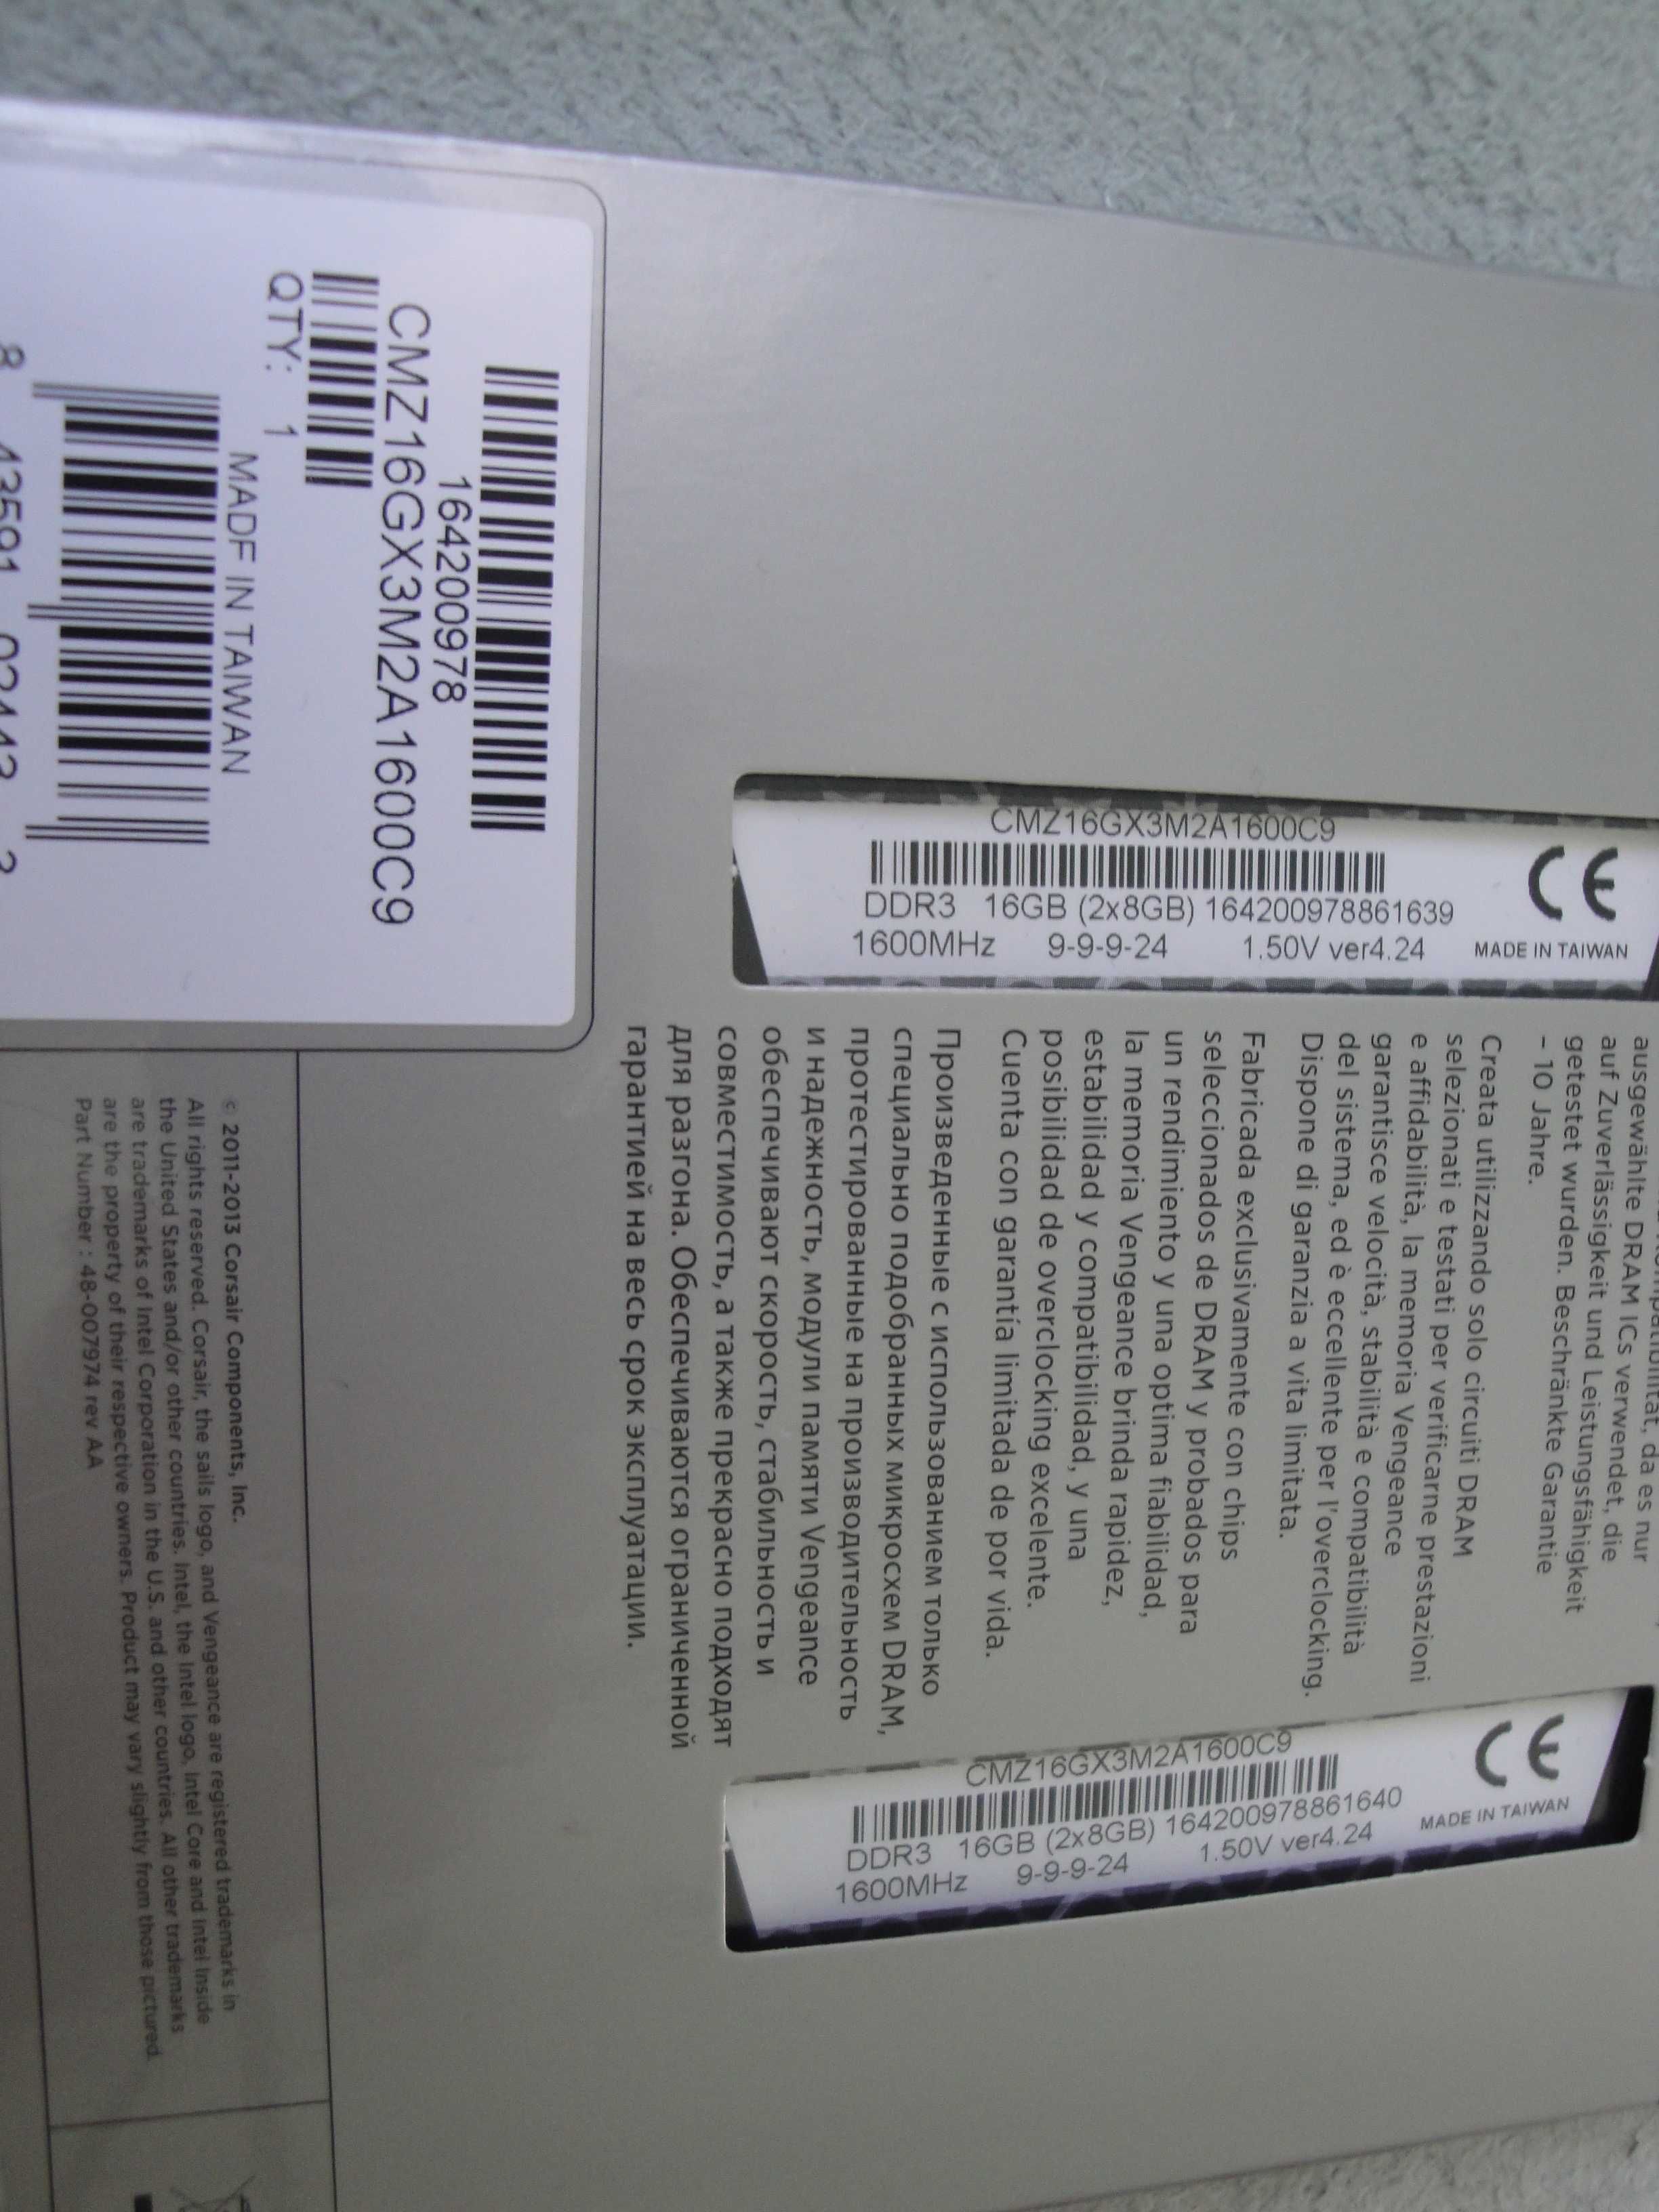 ausgewählte DRAM ICs verwendet, die
auf Zuverlässigkeit und Leistungsfähigkeit
getestet wurden. Beschränkte Garantie
– 10 Jahre.
Creata utilizzando solo circuiti DRAM
selezionati e testati per verificarne prestazioni
e affidabilità, la memoria Vengeance
garantisce velocità, stabilità e compatibilità
del sistema, ed è eccellente per l'overclocking.
Dispone di garanzia a vita limitata.
Fabricada exclusivamente con chips
seleccionados de DRAM y probados para
un rendimiento y una optima fiabilidad,
la memoria Vengeance brinda rapidez,
estabilidad y compatibilidad, y una
posibilidad de overclocking excelente.
Cuenta con garantía limitada de por vida.
Произведенные с использованием только
специально подобранных микросхем DRAM,
протестированные на производительность
и надежность, модули памяти Vengeance
обеспечивают скорость, стабильность и
совместимость, а также прекрасно подходят
для разгона. Обеспечиваются ограниченной
гарантией на весь срок эксплуатации.
CMZ16GX3M2A1600C9
DDR3 16GB (2x8GB) 164200978861639
1600MHz 9-9-9-24 1.50V ver4.24
MADE IN TAIWAN
CMZ16GX3M2A1600C9
DDR3 16GB (2x8GB) 164200978861640
1600MHz 9-9-9-24 1.50V ver4.24
MADE IN TAIWAN
164200978
CMZ16GX3M2A1600C9
QTY: 1
MADE IN TAIWAN
© 2011-2013 Corsair Components, Inc.
All rights reserved. Corsair, the sails logo, and Vengeance are registered trademarks in
the United States and/or other countries. Intel, the Intel logo, Intel Core and Intel Inside
are trademarks of Intel Corporation in the U.S. and other countries. All other trademarks
are the property of their respective owners. Product may vary slightly from those pictured.
Part Number : 48-007974 rev AA